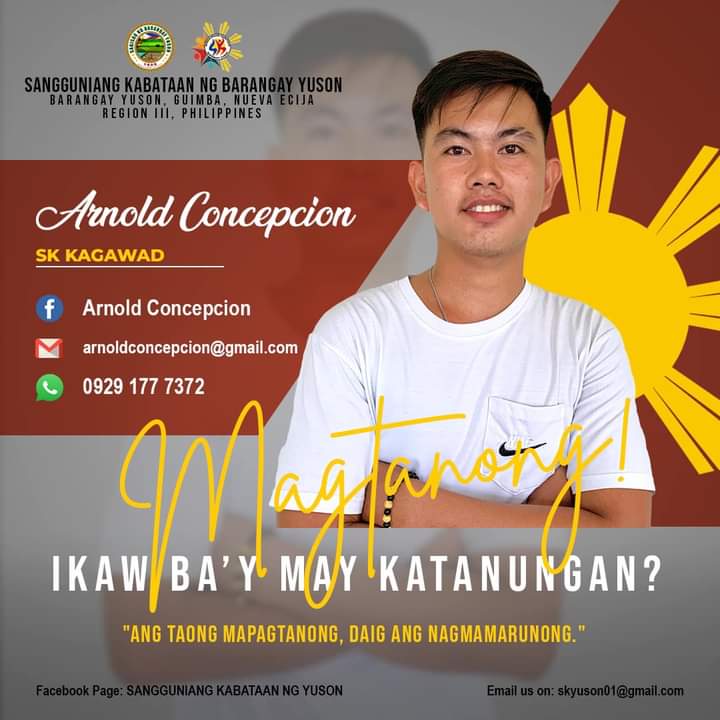 SANGGUNIANG KABATAAN NG BARANGAY YUSON
BARANGAY YUSON, GUIMBA, NUEVA ECIJA
REGION III, PHILIPPINES
Arnold Concepcion
SK KAGAWAD
Arnold Concepcion
arnoldconcepcion@gmail.com
0929 177 7372
Magtanong!
IKAW BA'Y MAY KATANUNGAN?
"ANG TAONG MAPAGTANONG, DAIG ANG NAGMAMARUNONG."
Facebook Page: SANGGUNIANG KABATAAN NG YUSON
Email us on: skyuson01@gmail.com